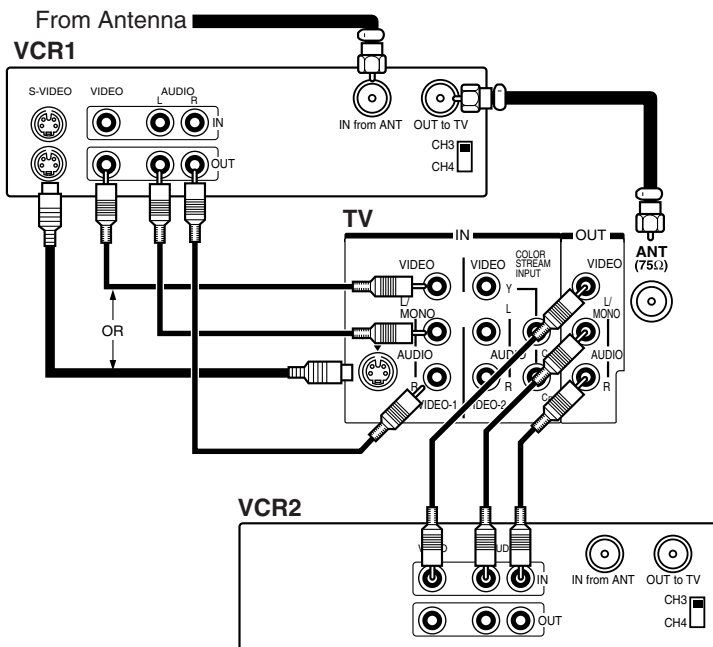 From Antenna
VCR1
S-VIDEO
VIDEO
AUDIO
L
R
IN
OUT
IN from ANT
OUT to TV
CH3
CH4
TV
IN
OUT
ANT
(75Ω)
VIDEO
VIDEO
COLOR
STREAM
INPUT
VIDEO
Y
L/
MONO
L
L/
MONO
OR
AUDIO
AUDIO
AUDIO
R
R
R
C
C
VIDEO-1
VIDEO-2
VCR2
IN
OUT
IN from ANT
OUT to TV
CH3
CH4